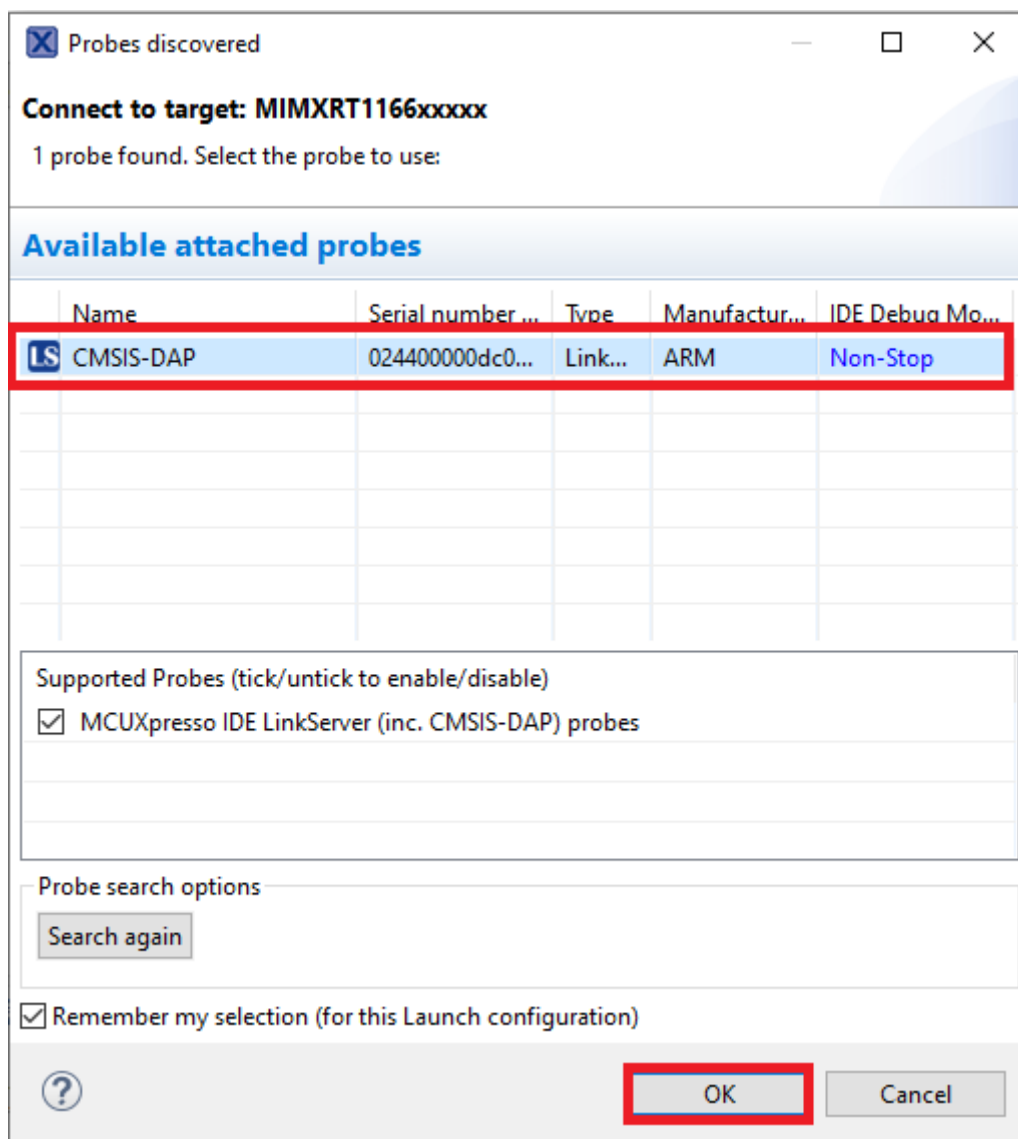 Probes discovered
Connect to target: MIMXRT1166xxxxx
1 probe found. Select the probe to use:
Available attached probes
Name Serial number ... Type Manufactur... IDE Debug Mo...
LS CMSIS-DAP 024400000dc0... Link... ARM Non-Stop
Supported Probes (tick/untick to enable/disable)
MCUXpresso IDE LinkServer (inc. CMSIS-DAP) probes
Probe search options
Search again
Remember my selection (for this Launch configuration)
? OK Cancel